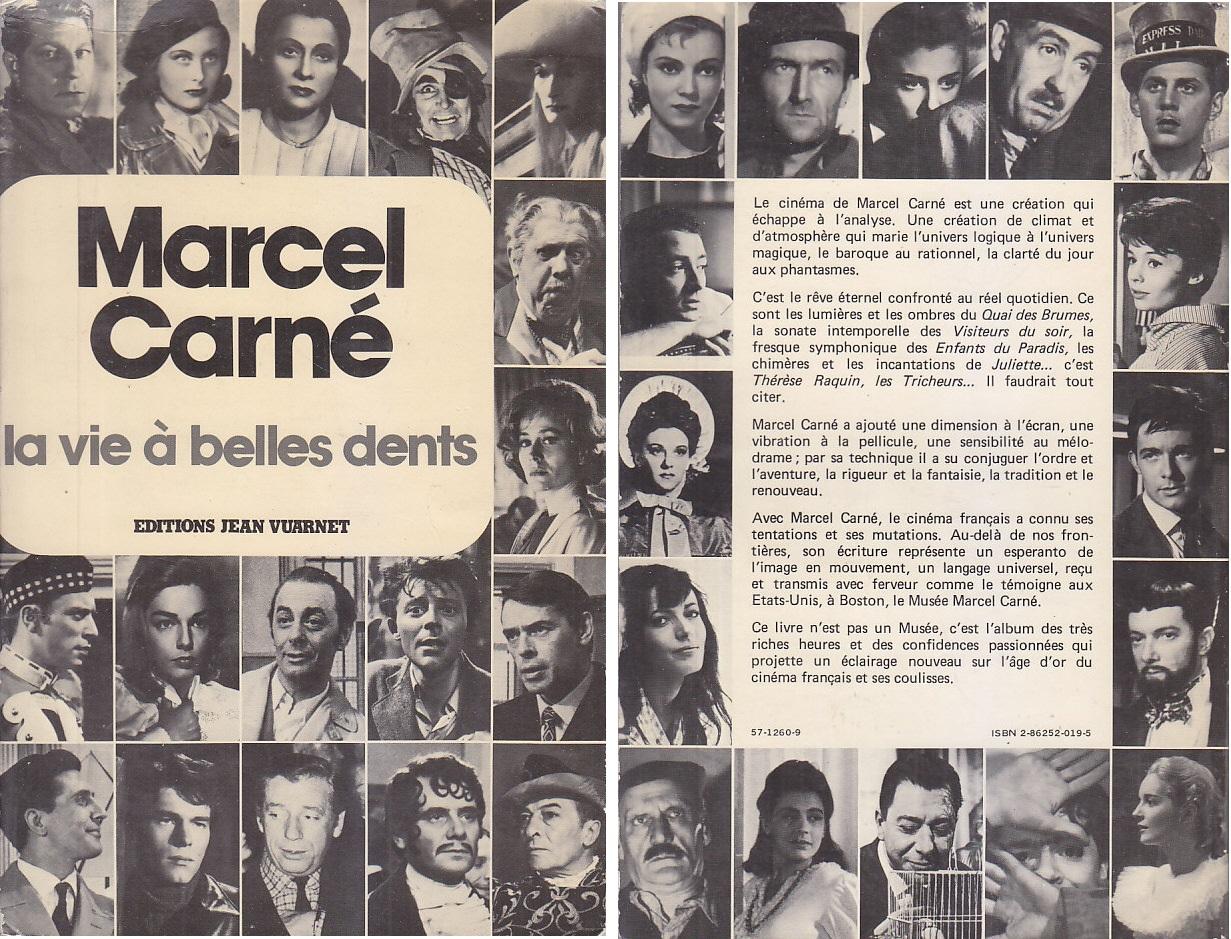 Marcel
Carné
la vie à belles dents
EDITIONS JEAN VUARNET
EXPRESS
Le cinéma de Marcel Carné est une création qui
échappe à l'analyse. Une création de climat et
d'atmosphère qui marie l'univers logique à l'univers
magique, le baroque au rationnel, la clarté du jour
aux phantasmes.
C'est le rêve éternel confronté au réel quotidien. Ce
sont les lumières et les ombres du Quai des Brumes,
la sonate intemporelle des Visiteurs du soir, la
fresque symphonique des Enfants du Paradis, les
chimères et les incantations de Juliette... c'est
Thérèse Raquin, les Tricheurs... Il faudrait tout
citer.
Marcel Carné a ajouté une dimension à l'écran, une
vibration à la pellicule, une sensibilité au mélo-
drame ; par sa technique il a su conjuguer l'ordre et
l'aventure, la rigueur et la fantaisie, la tradition et le
renouveau.
Avec Marcel Carné, le cinéma français a connu ses
tentations et ses mutations. Au-delà de nos fron-
tières, son écriture représente un esperanto de
l'image en mouvement, un langage universel, reçu
et transmis avec ferveur comme le témoigne aux
Etats-Unis, à Boston, le Musée Marcel Carné.
Ce livre n'est pas un Musée, c'est l'album des très
riches heures et des confidences passionnées qui
projette un éclairage nouveau sur l'âge d'or du
cinéma français et ses coulisses.
57-1260-9
ISBN 2-86252-019-5